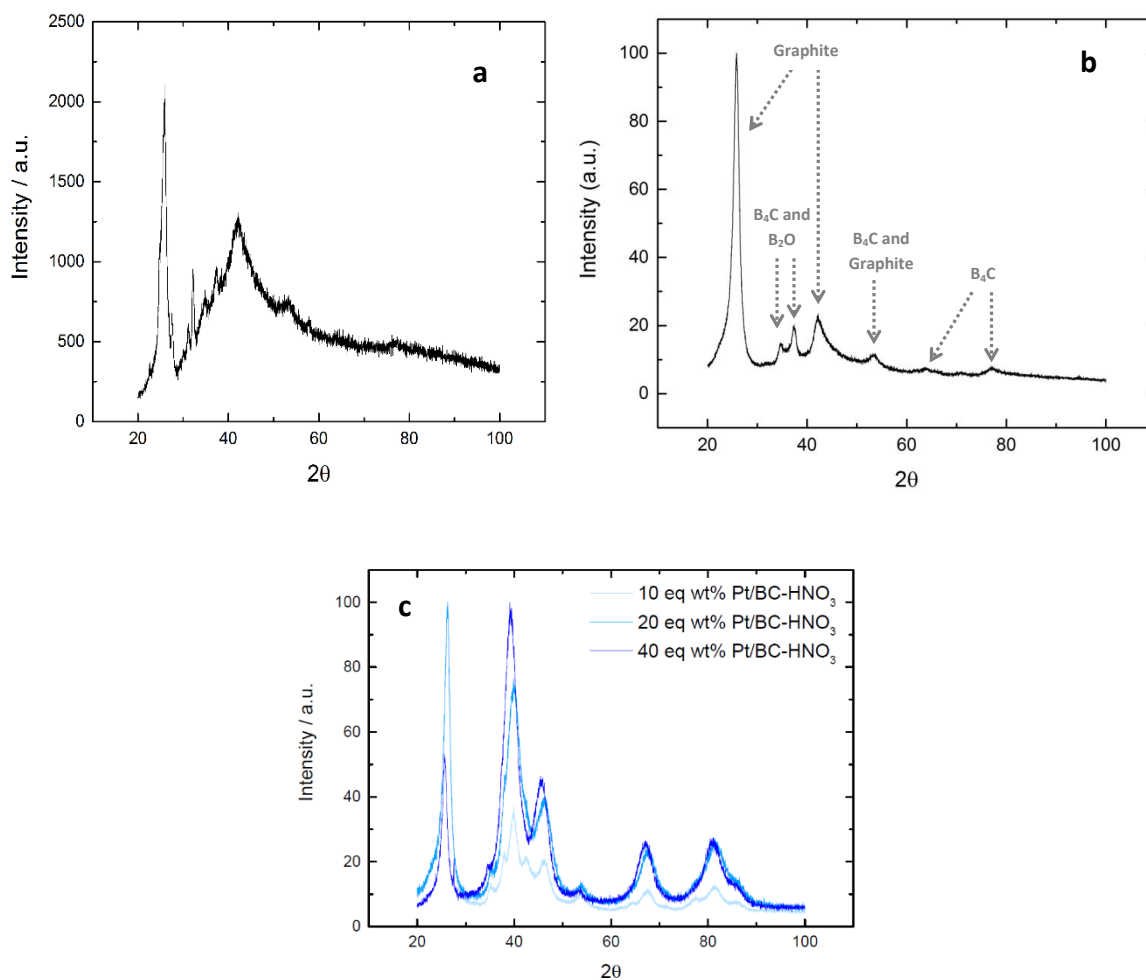 a
2500
2000
1500
1000
500
0
Intensity / a.u.
20 40 60 80 100
2θ
b
Graphite
B₄C and
B₂O
B₄C and
Graphite
B₄C
100
80
60
40
20
0
Intensity (a.u.)
20 40 60 80 100
2θ
c
10 eq wt% Pt/BC-HNO₃
20 eq wt% Pt/BC-HNO₃
40 eq wt% Pt/BC-HNO₃
100
80
60
40
20
0
Intensity / a.u.
20 40 60 80 100
2θ